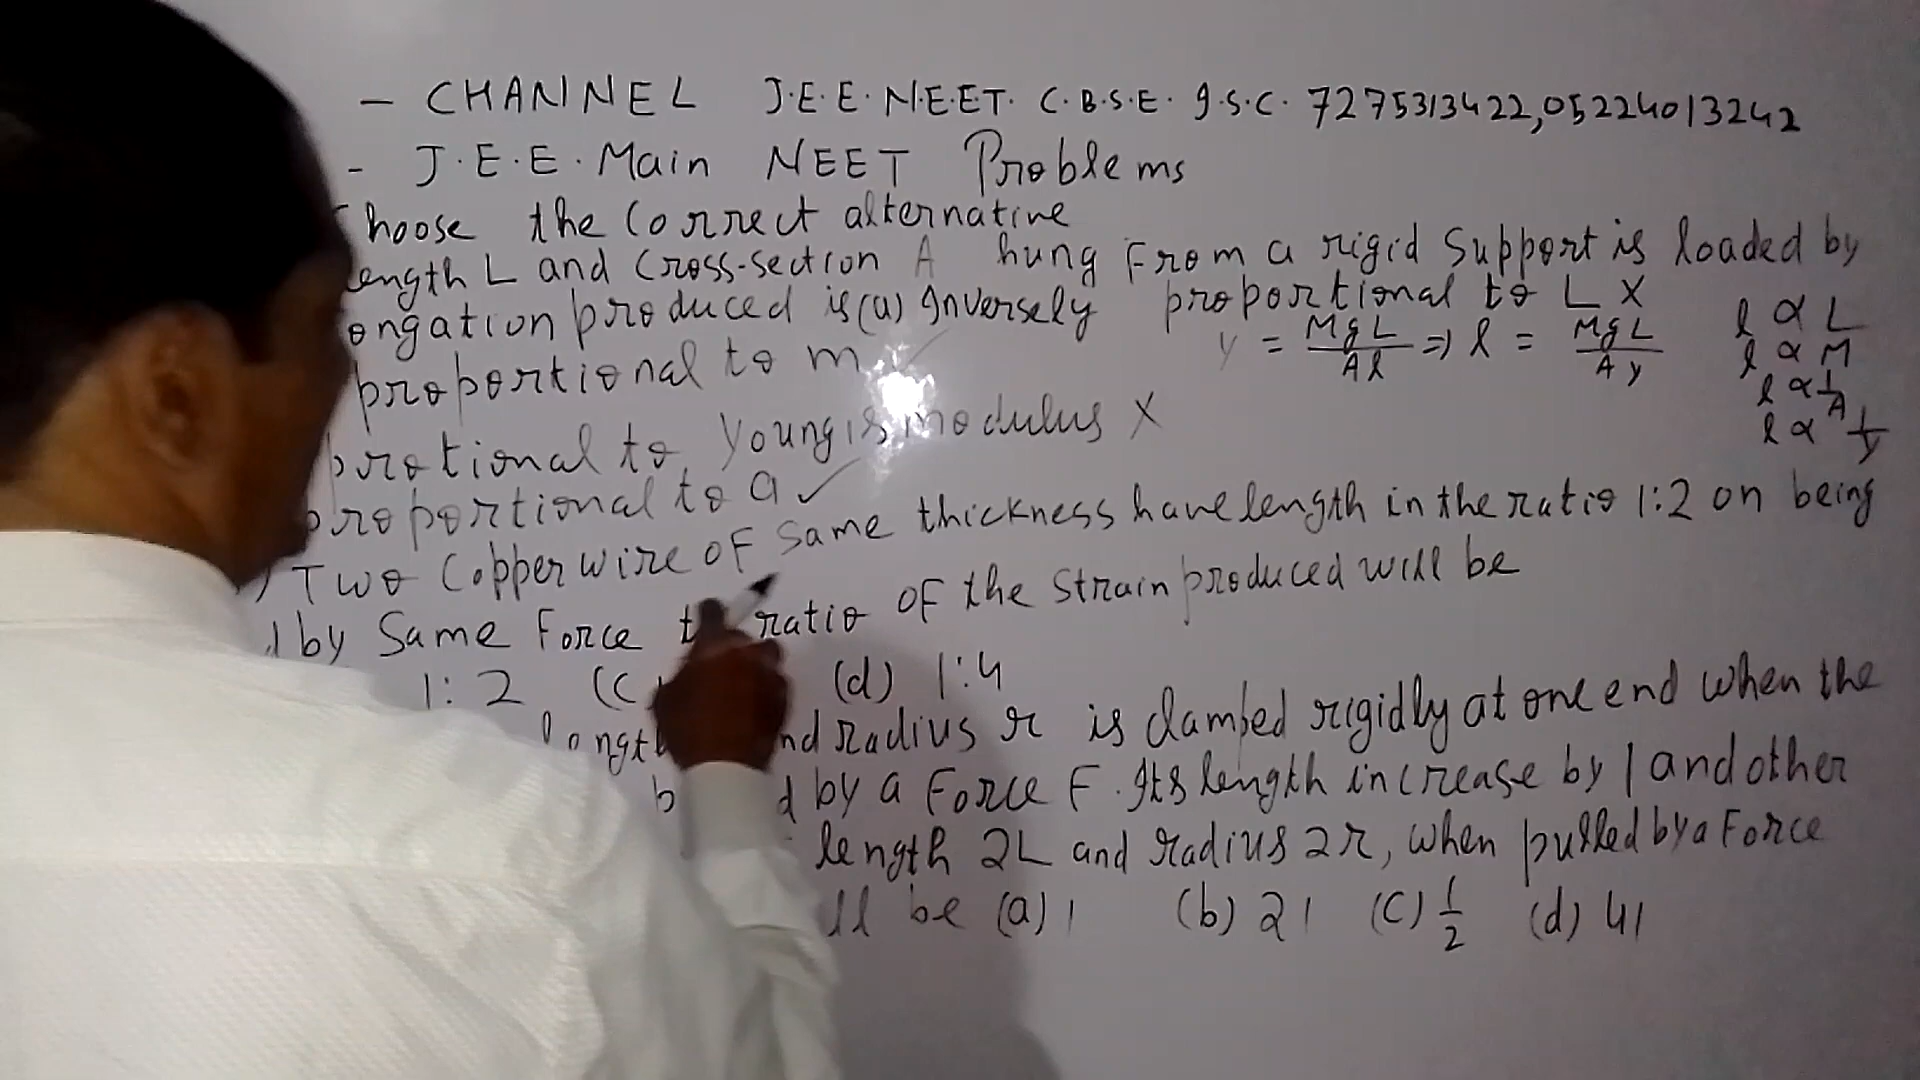 – CHANNEL J.E.E. N.E.E.T. C.B.S.E. I.S.C. 7275313422,05224013242
- J.E.E. Main NEET Problems
hoose the Correct alternative
ength L and Cross-section A hung From a rigid Support is loaded by
ongation produced is (a) Inversely proportional to L X
Y = MgL/Al => l = MgL/AY
l ∝ L
l ∝ M
l ∝ 1/A
l ∝ 1/Y
proportional to m ✓
protional to Young's modulus X
proportional to a ✓
) Two Copper wire OF Same thickness have length in the ratio 1:2 on being
d by Same Force ratio OF the Strain produced will be
1:2 (C) (d) 1:4
length nd radius r is clamped rigidly at one end when the
d by a Force F. Its length increase by l and other
length 2L and radius 2r, when pulled by a Force
ll be (a) l (b) 2l (C) l/2 (d) 4l